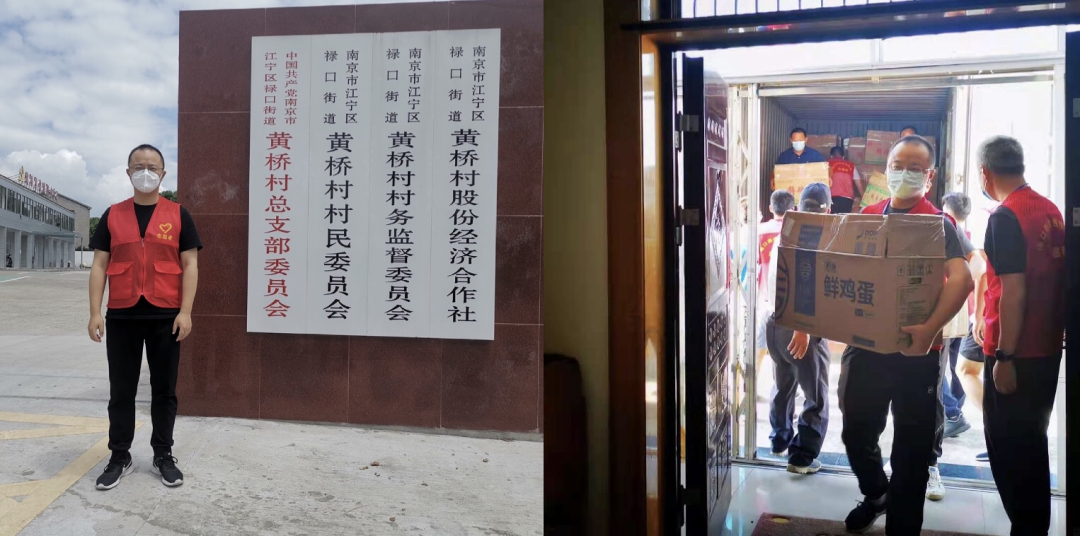 南京市江宁区
禄口街道
黄桥村股份经济合作社
南京市江宁区
禄口街道
黄桥村村务监督委员会
南京市江宁区
禄口街道
黄桥村村民委员会
中国共产党南京市
江宁区禄口街道
黄桥村总支部委员会
鲜鸡蛋